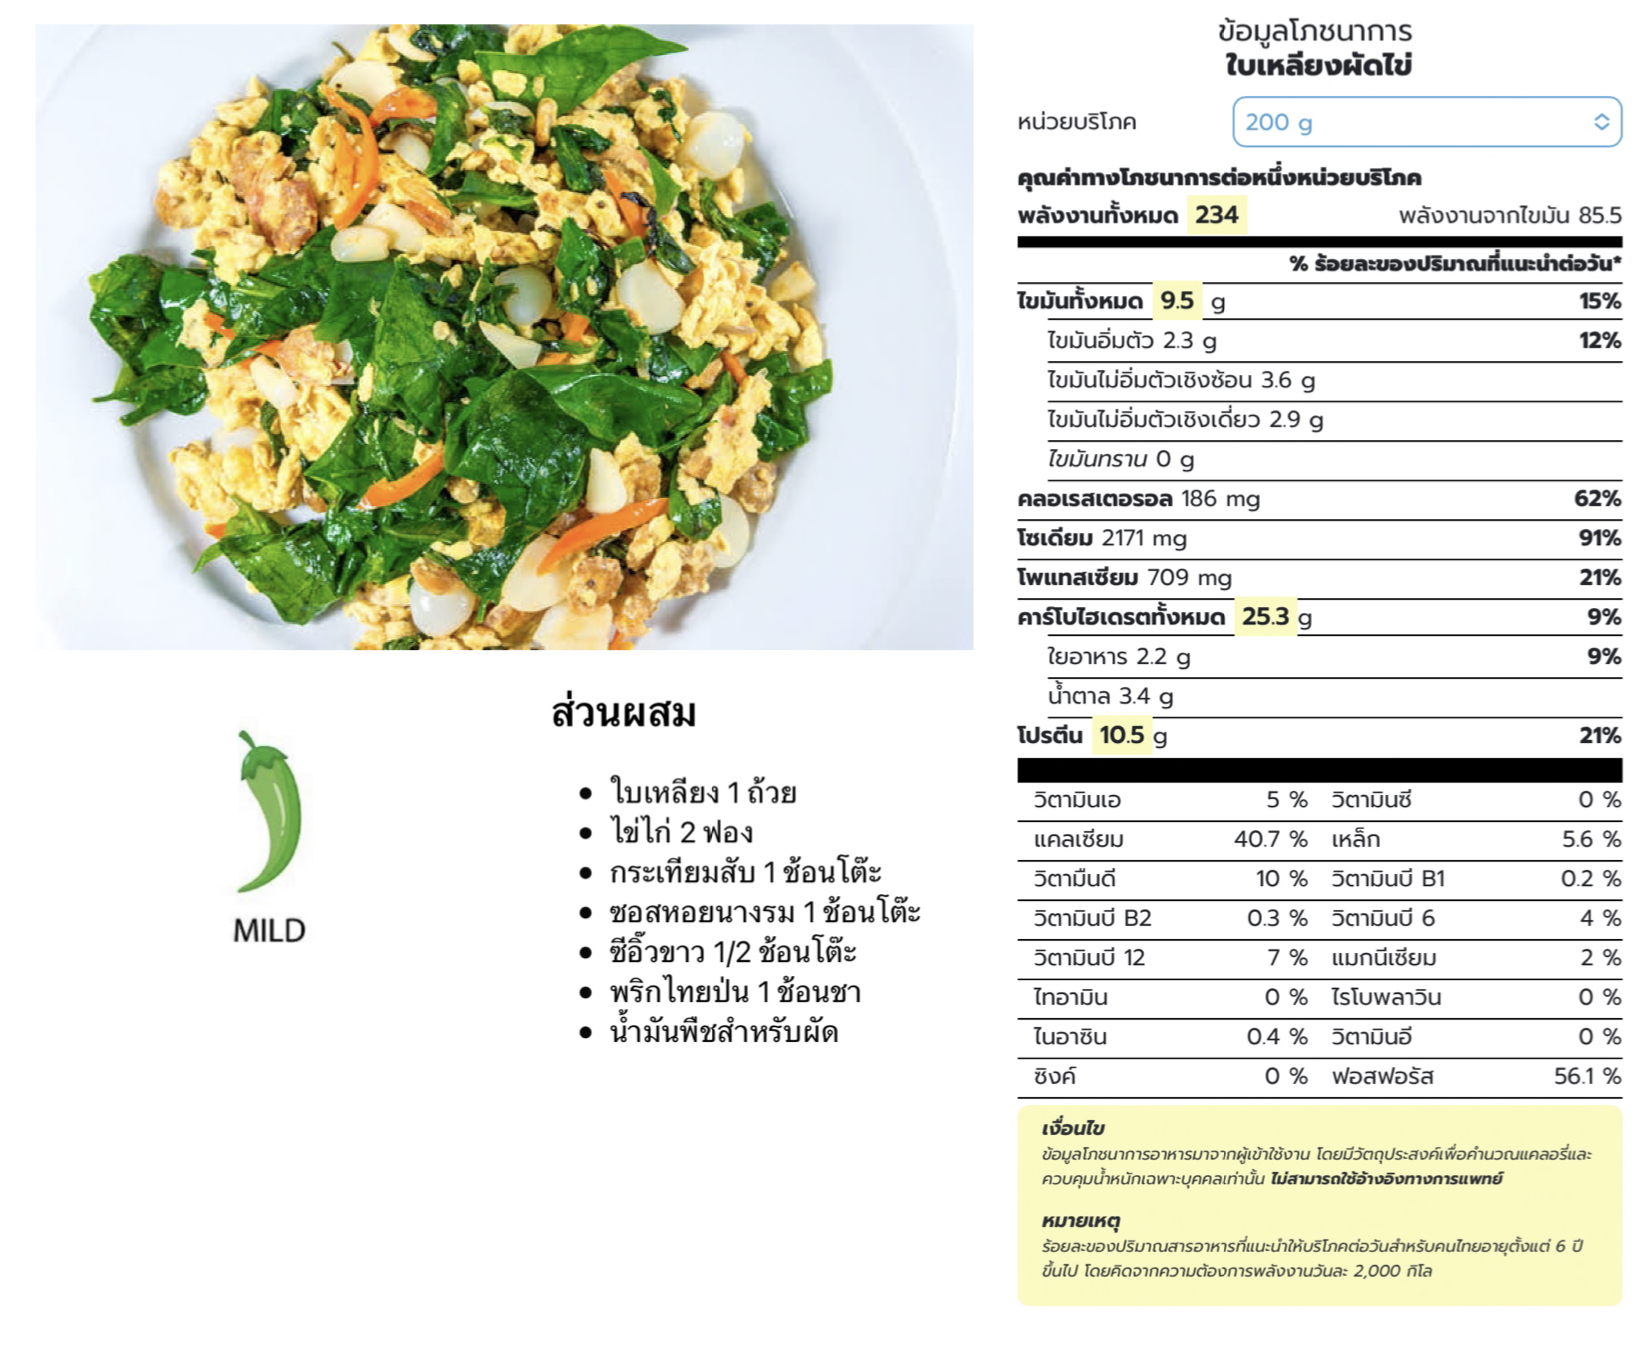 MILD
ส่วนผสม
ใบเหลียง 1 ถ้วย
ไข่ไก่ 2 ฟอง
กระเทียมสับ 1 ช้อนโต๊ะ
ซอสหอยนางรม 1 ช้อนโต๊ะ
ซีอิ๊วขาว 1/2 ช้อนโต๊ะ
พริกไทยป่น 1 ช้อนชา
น้ำมันพืชสำหรับผัด
ข้อมูลโภชนาการ
ใบเหลียงผัดไข่
หน่วยบริโภค 200 g
คุณค่าทางโภชนาการต่อหนึ่งหน่วยบริโภค
พลังงานทั้งหมด 234 พลังงานจากไขมัน 85.5
% ร้อยละของปริมาณที่แนะนำต่อวัน*
ไขมันทั้งหมด 9.5 g 15%
ไขมันอิ่มตัว 2.3 g 12%
ไขมันไม่อิ่มตัวเชิงซ้อน 3.6 g
ไขมันไม่อิ่มตัวเชิงเดี่ยว 2.9 g
ไขมันทราน 0 g
คลอเรสเตอรอล 186 mg 62%
โซเดียม 2171 mg 91%
โพแทสเซียม 709 mg 21%
คาร์โบไฮเดรตทั้งหมด 25.3 g 9%
ใยอาหาร 2.2 g 9%
น้ำตาล 3.4 g
โปรตีน 10.5 g 21%
วิตามินเอ 5 % วิตามินซี 0 %
แคลเซียม 40.7 % เหล็ก 5.6 %
วิตามืนดี 10 % วิตามินบี B1 0.2 %
วิตามินบี B2 0.3 % วิตามินบี 6 4 %
วิตามินบี 12 7 % แมกนีเซียม 2 %
ไทอามิน 0 % ไรโบพลาวิน 0 %
ไนอาซิน 0.4 % วิตามินอี 0 %
ซิงค์ 0 % ฟอสฟอรัส 56.1 %
เงื่อนไข
ข้อมูลโภชนาการอาหารมาจากผู้เข้าใช้งาน โดยมีวัตถุประสงค์เพื่อคำนวณแคลอรี่และ
ควบคุมน้ำหนักเฉพาะบุคคลเท่านั้น ไม่สามารถใช้อ้างอิงทางการแพทย์
หมายเหตุ
ร้อยละของปริมาณสารอาหารที่แนะนำให้บริโภคต่อวันสำหรับคนไทยอายุตั้งแต่ 6 ปี
ขึ้นไป โดยคิดจากความต้องการพลังงานวันละ 2,000 กิโล